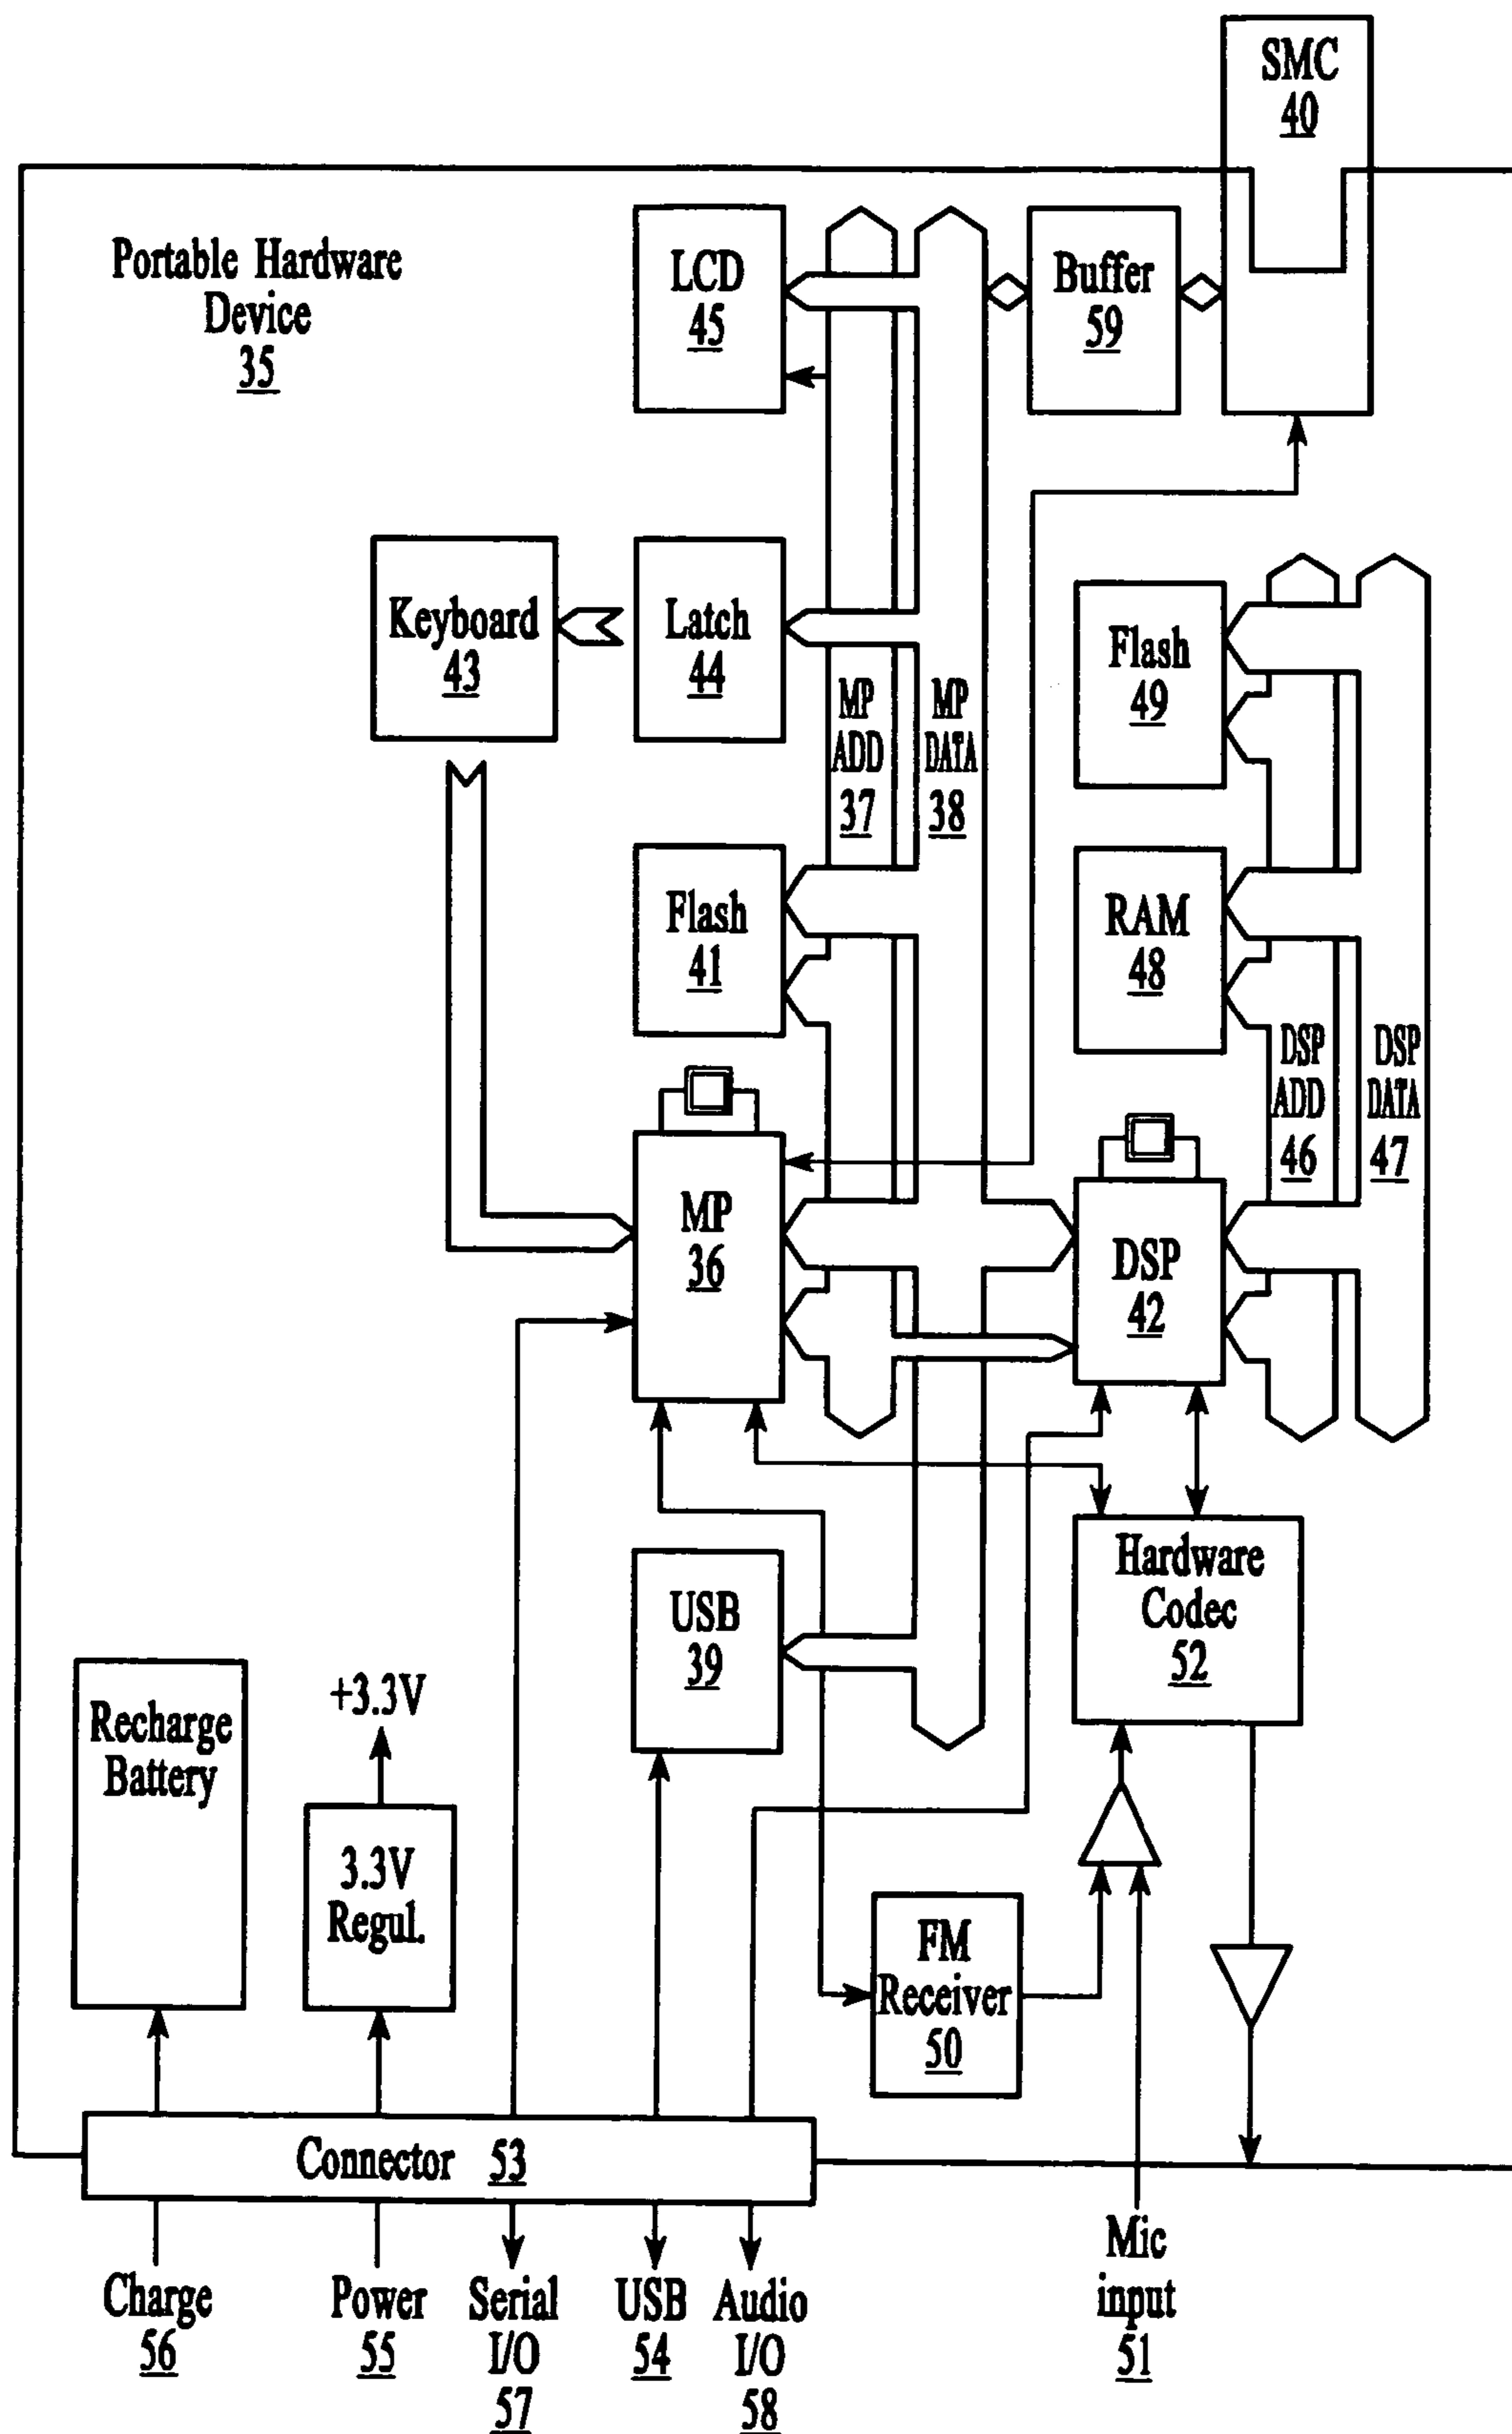 SMC
40
Portable Hardware
Device
35
LCD
45
Buffer
59
Keyboard
43
Latch
44
MP
ADD
37
MP
DATA
38
Flash
49
Flash
41
RAM
48
DSP
ADD
46
DSP
DATA
47
MP
36
DSP
42
USB
39
Hardware
Codec
52
Recharge
Battery
+3.3V
3.3V
Regul.
FM
Receiver
50
Connector 53
Charge
56
Power
55
Serial
I/O
57
USB
54
Audio
I/O
58
Mic
input
51